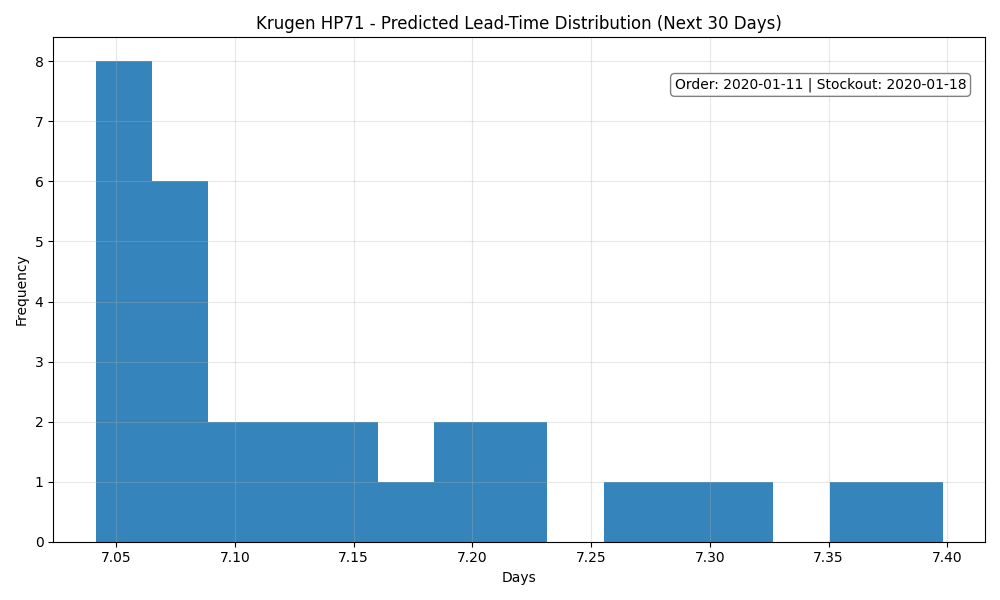 Krugen HP71 - Predicted Lead-Time Distribution (Next 30 Days)
Order: 2020-01-11 | Stockout: 2020-01-18
8
7
6
5
4
3
2
1
0
Frequency
7.05 7.10 7.15 7.20 7.25 7.30 7.35 7.40
Days